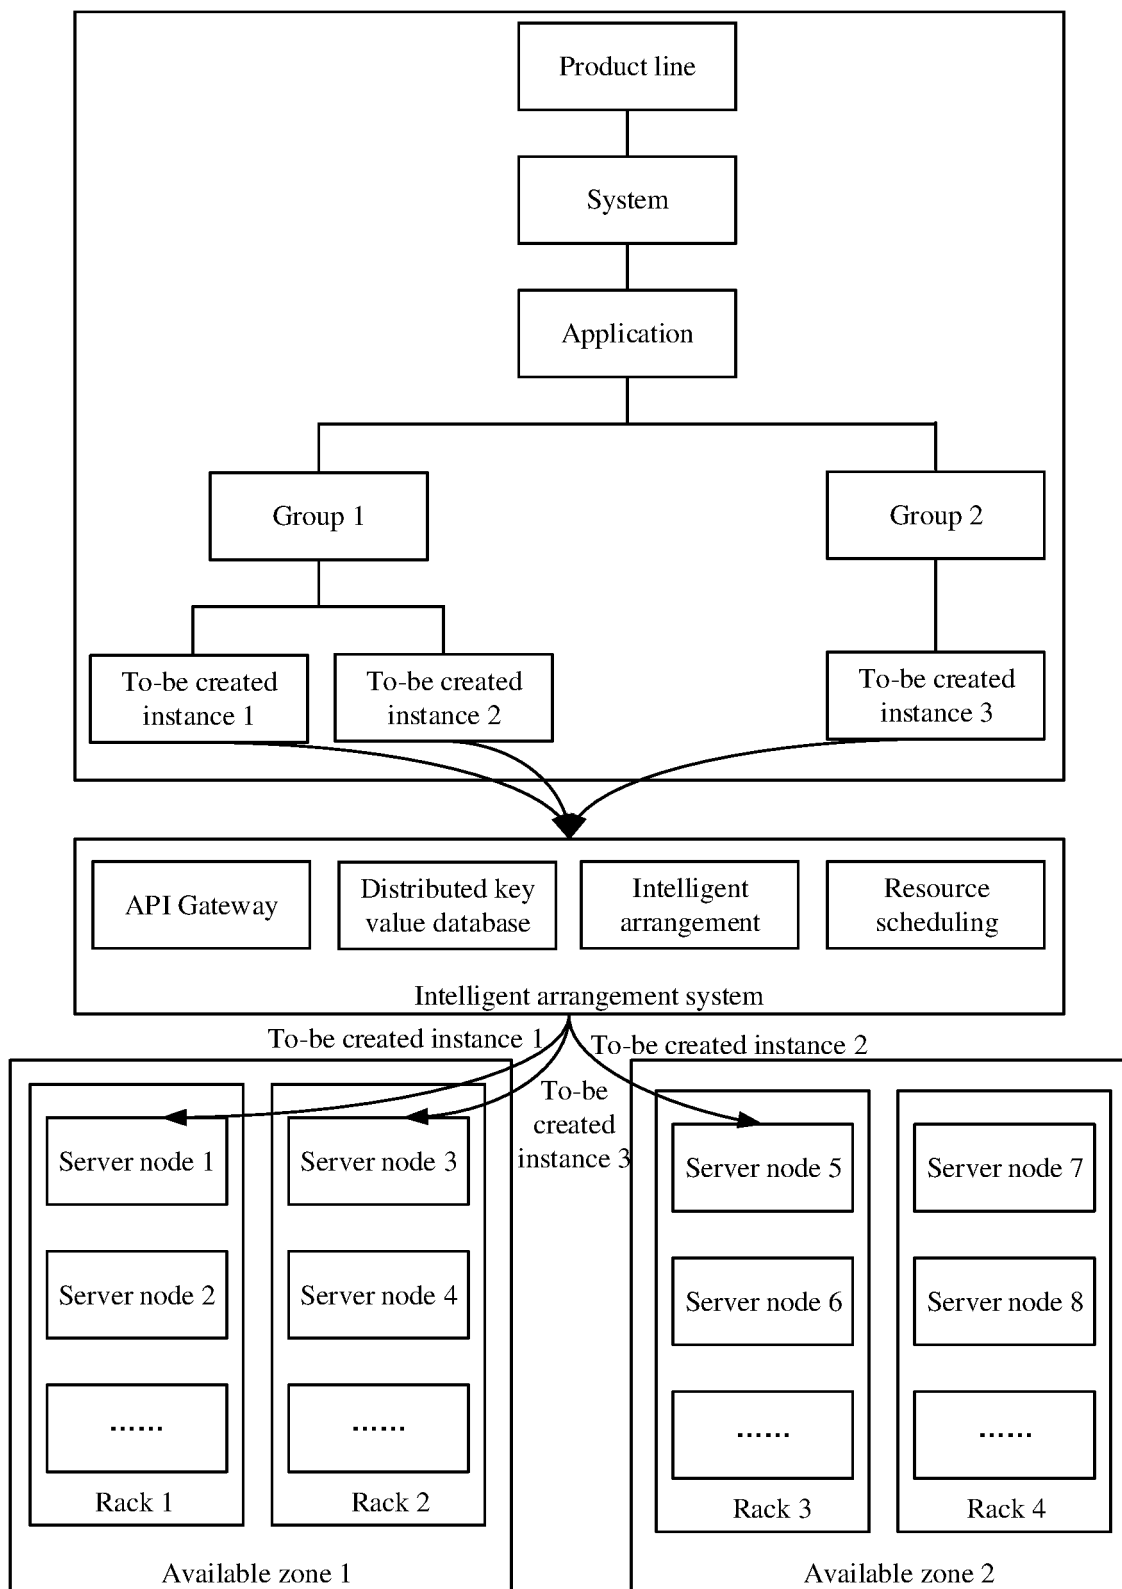 Product line
System
Application
Group 1
Group 2
To-be created
instance 1
To-be created
instance 2
To-be created
instance 3
API Gateway
Distributed key
value database
Intelligent
arrangement
Resource
scheduling
Intelligent arrangement system
To-be created instance 1
To-be created instance 2
To-be
created
instance 3
Server node 1
Server node 2
......
Rack 1
Server node 3
Server node 4
......
Rack 2
Available zone 1
Server node 5
Server node 6
......
Rack 3
Server node 7
Server node 8
......
Rack 4
Available zone 2